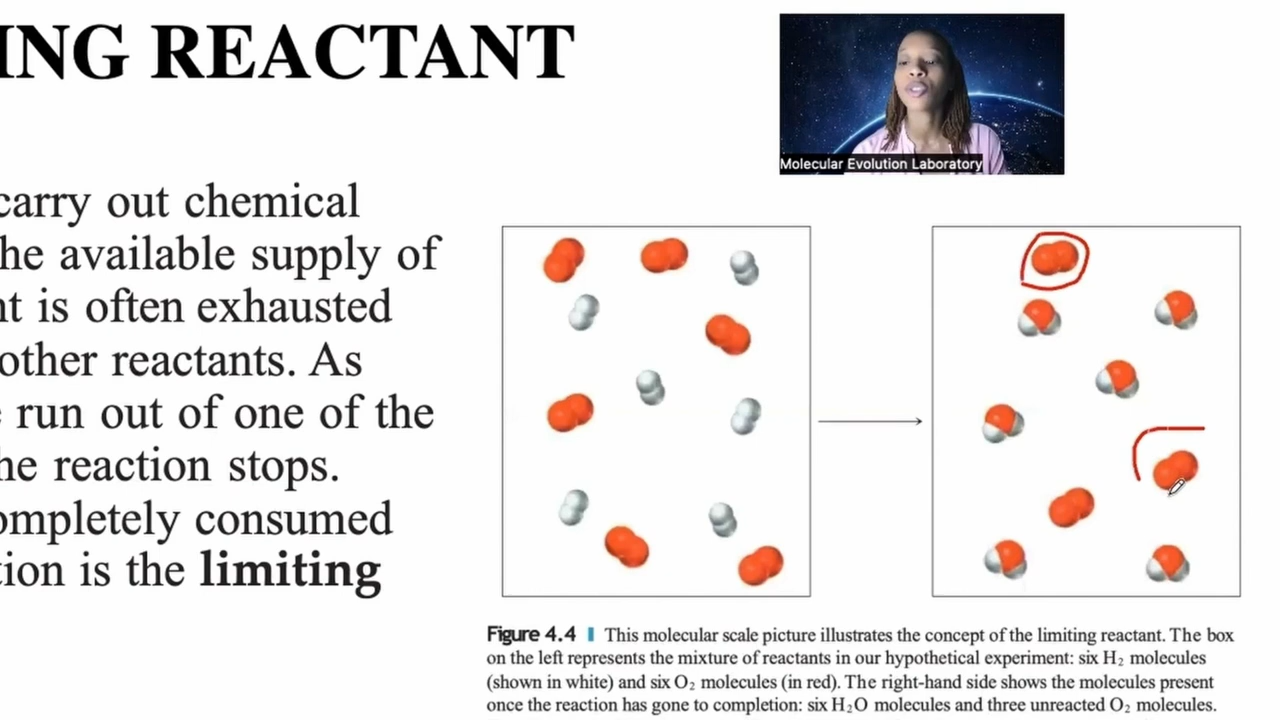 ING REACTANT
Molecular Evolution Laboratory
carry out chemical
he available supply of
nt is often exhausted
other reactants. As
e run out of one of the
he reaction stops.
ompletely consumed
tion is the limiting
Figure 4.4 This molecular scale picture illustrates the concept of the limiting reactant. The box
on the left represents the mixture of reactants in our hypothetical experiment: six H₂ molecules
(shown in white) and six O₂ molecules (in red). The right-hand side shows the molecules present
once the reaction has gone to completion: six H₂O molecules and three unreacted O₂ molecules.